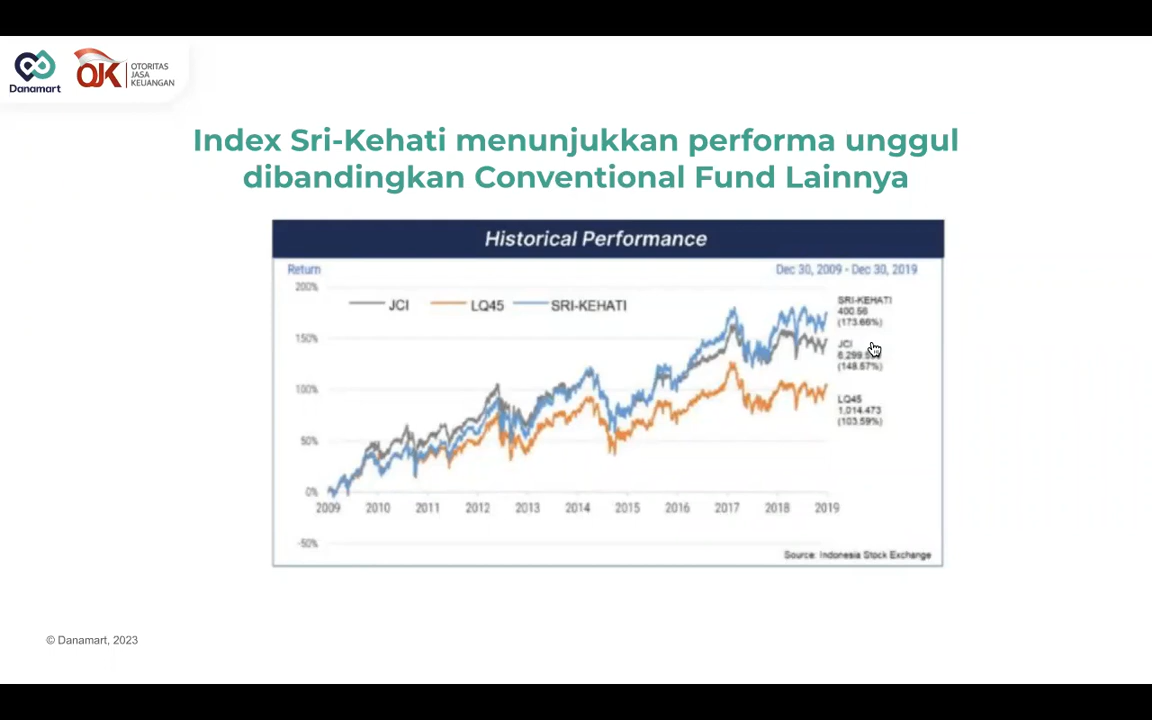 Danamart
OJK
OTORITAS
JASA
KEUANGAN
Index Sri-Kehati menunjukkan performa unggul
dibandingkan Conventional Fund Lainnya
Historical Performance
Return
Dec 30, 2009 - Dec 30, 2019
200%
150%
100%
50%
0%
-50%
JCI
LQ45
SRI-KEHATI
SRI-KEHATI
400.56
(173.66%)
JCI
(148.57%)
LQ45
1,014.473
(103.59%)
2009 2010 2011 2012 2013 2014 2015 2016 2017 2018 2019
Source: Indonesia Stock Exchange
© Danamart, 2023